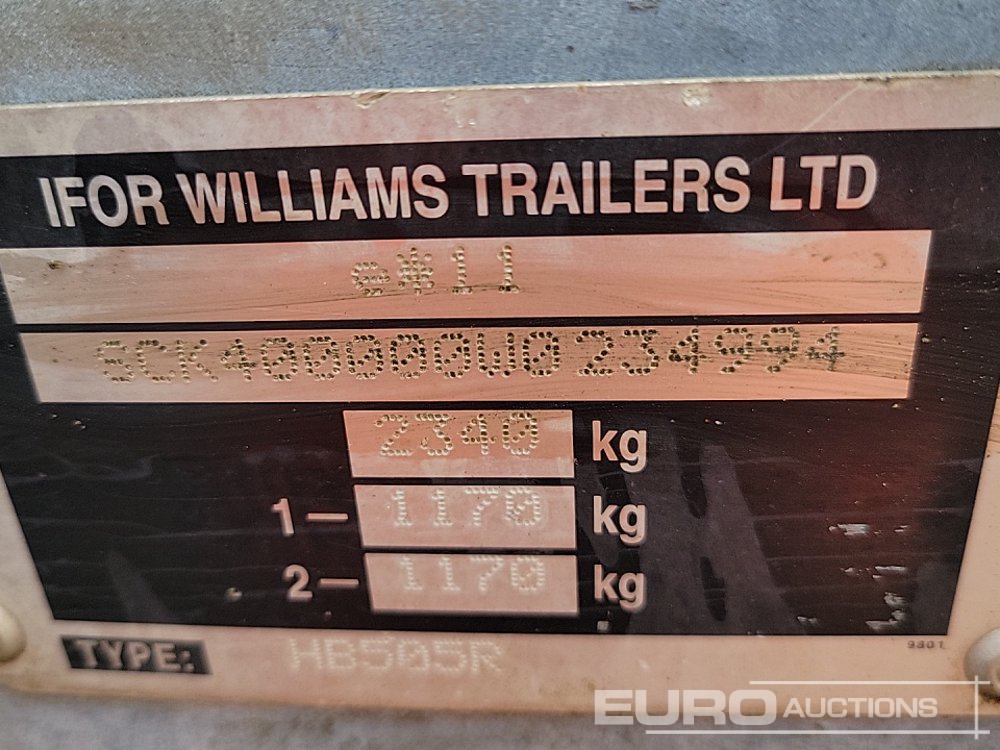 IFOR WILLIAMS TRAILERS LTD
e*11
SCK400000W0234994
2340 kg
1- 1170 kg
2- 1170 kg
TYPE: HB505R
9301
EURO AUCTIONS